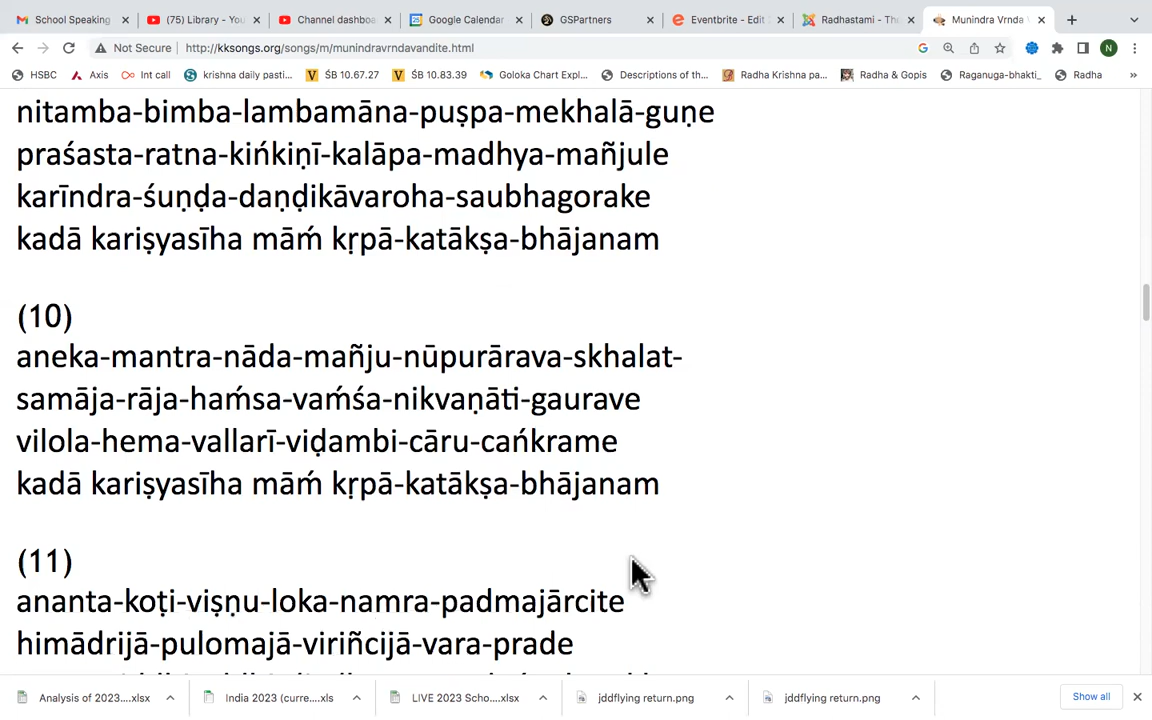 School Speaking
(75) Library - You
Channel dashboa
Google Calendar
GSPartners
Eventbrite - Edit
Radhastami - The
Munindra Vrnda
Not Secure | http://kksongs.org/songs/m/munindravrndavandite.html
N
HSBC
Axis
Int call
krishna daily pasti...
ŚB 10.67.27
ŚB 10.83.39
Goloka Chart Expl...
Descriptions of th...
Radha Krishna pa...
Radha & Gopis
Raganuga-bhakti_
Radha
»
nitamba-bimba-lambamāna-puṣpa-mekhalā-guṇe
praśasta-ratna-kińkiṇī-kalāpa-madhya-mañjule
karīndra-śuṇḍa-daṇḍikāvaroha-saubhagorake
kadā kariṣyasīha māḿ kṛpā-katākṣa-bhājanam
(10)
aneka-mantra-nāda-mañju-nūpurārava-skhalat-
samāja-rāja-haḿsa-vaḿśa-nikvaṇāti-gaurave
vilola-hema-vallarī-viḍambi-cāru-cańkrame
kadā kariṣyasīha māḿ kṛpā-katākṣa-bhājanam
(11)
ananta-koṭi-viṣṇu-loka-namra-padmajārcite
himādrijā-pulomajā-viriñcijā-vara-prade
Analysis of 2023....xlsx
India 2023 (curre....xls
LIVE 2023 Scho....xlsx
jddflying return.png
jddflying return.png
Show all